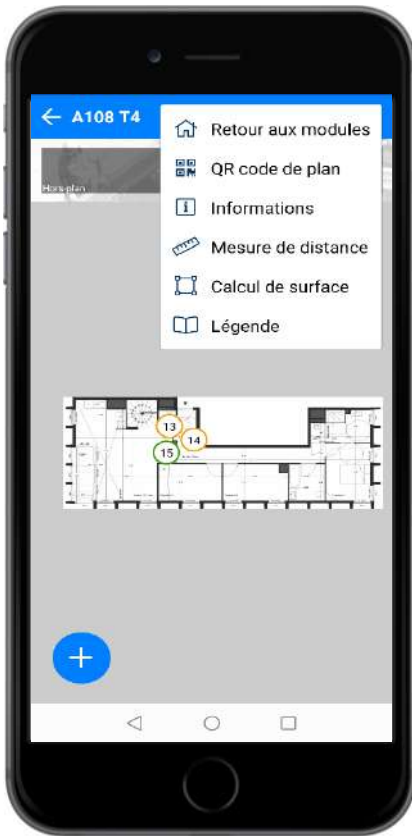 A108 T4
Retour aux modules
QR code de plan
Informations
Mesure de distance
Calcul de surface
Légende
Hors-plan
13
14
15